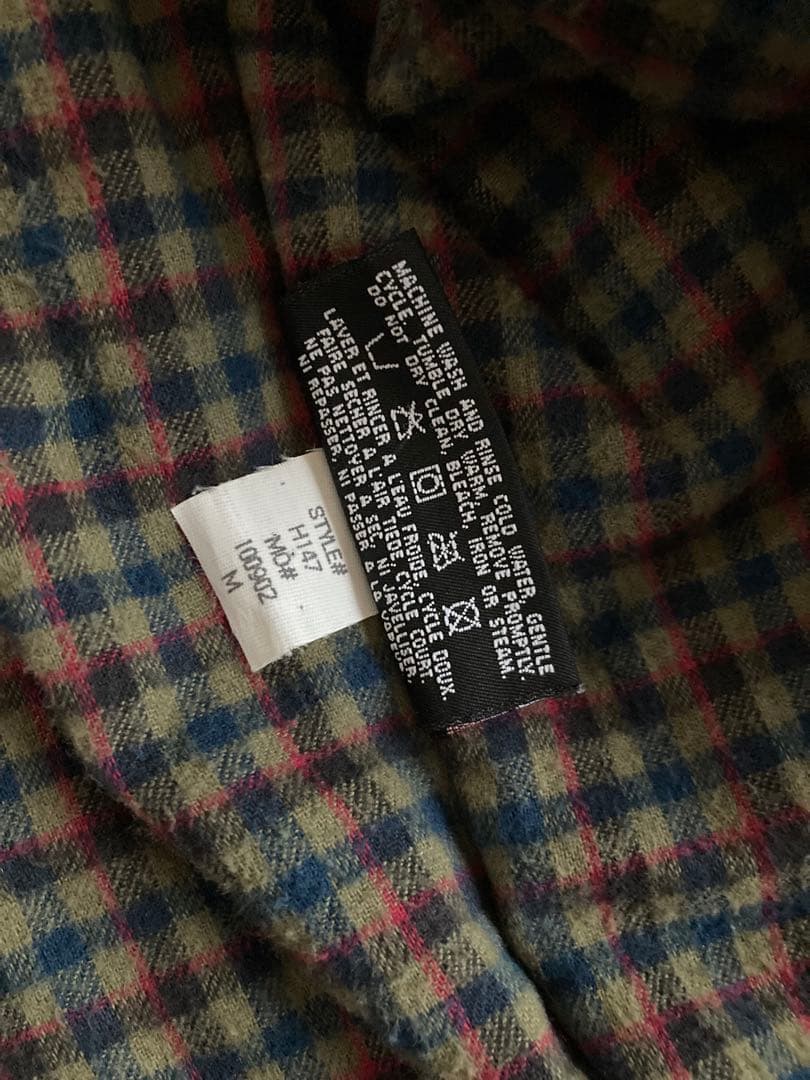 MACHINE WASH AND RINSE COLD WATER, GENTLE
CYCLE, TUMBLE DRY WARM, REMOVE PROMPTLY.
DO NOT DRY CLEAN, BLEACH, IRON OR STEAM.
LAVER ET RINCER A L'EAU FROIDE, CYCLE DOUX.
FAIRE SECHER A L'AIR TIEDE, CYCLE COURT.
NE PAS NETTOYER A SEC, NI JAVELLISER,
NI REPASSER, NI PASSER A LA
STYLE#
H147
MO#
100902
M